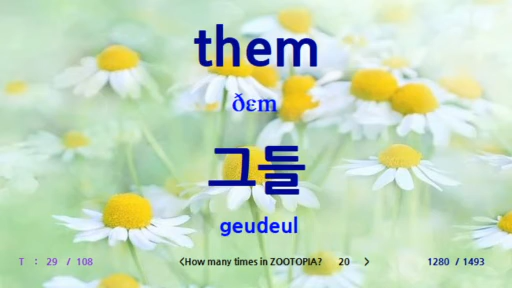 them
ðɛm
그들
geudeul
T : 29 / 108 <How many times in ZOOTOPIA? 20 > 1280 / 1493